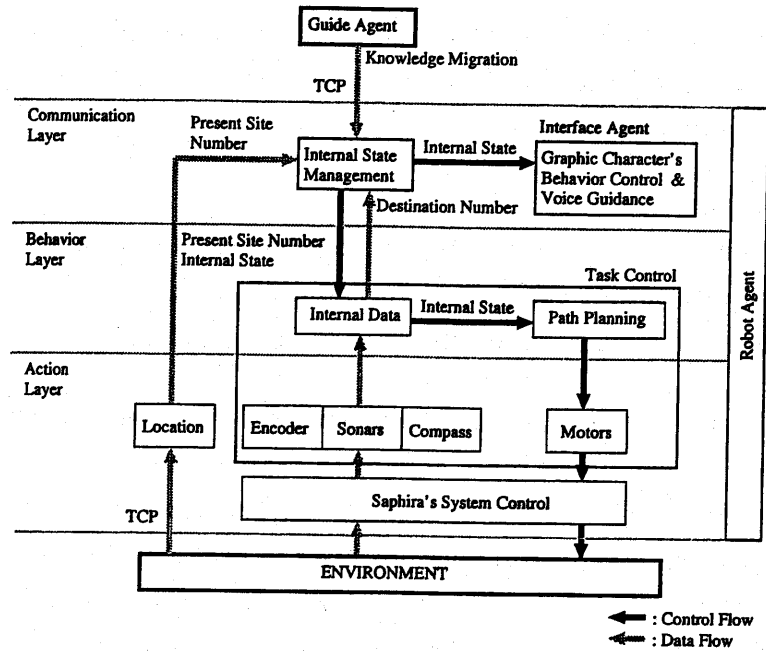 Guide Agent
Knowledge Migration
TCP
Communication
Layer
Present Site
Number
Internal State
Management
Internal State
Interface Agent
Graphic Character's
Behavior Control &
Voice Guidance
Destination Number
Behavior
Layer
Present Site Number
Internal State
Task Control
Internal Data
Internal State
Path Planning
Robot Agent
Action
Layer
Location
Encoder
Sonars
Compass
Motors
Saphira's System Control
TCP
ENVIRONMENT
: Control Flow
: Data Flow